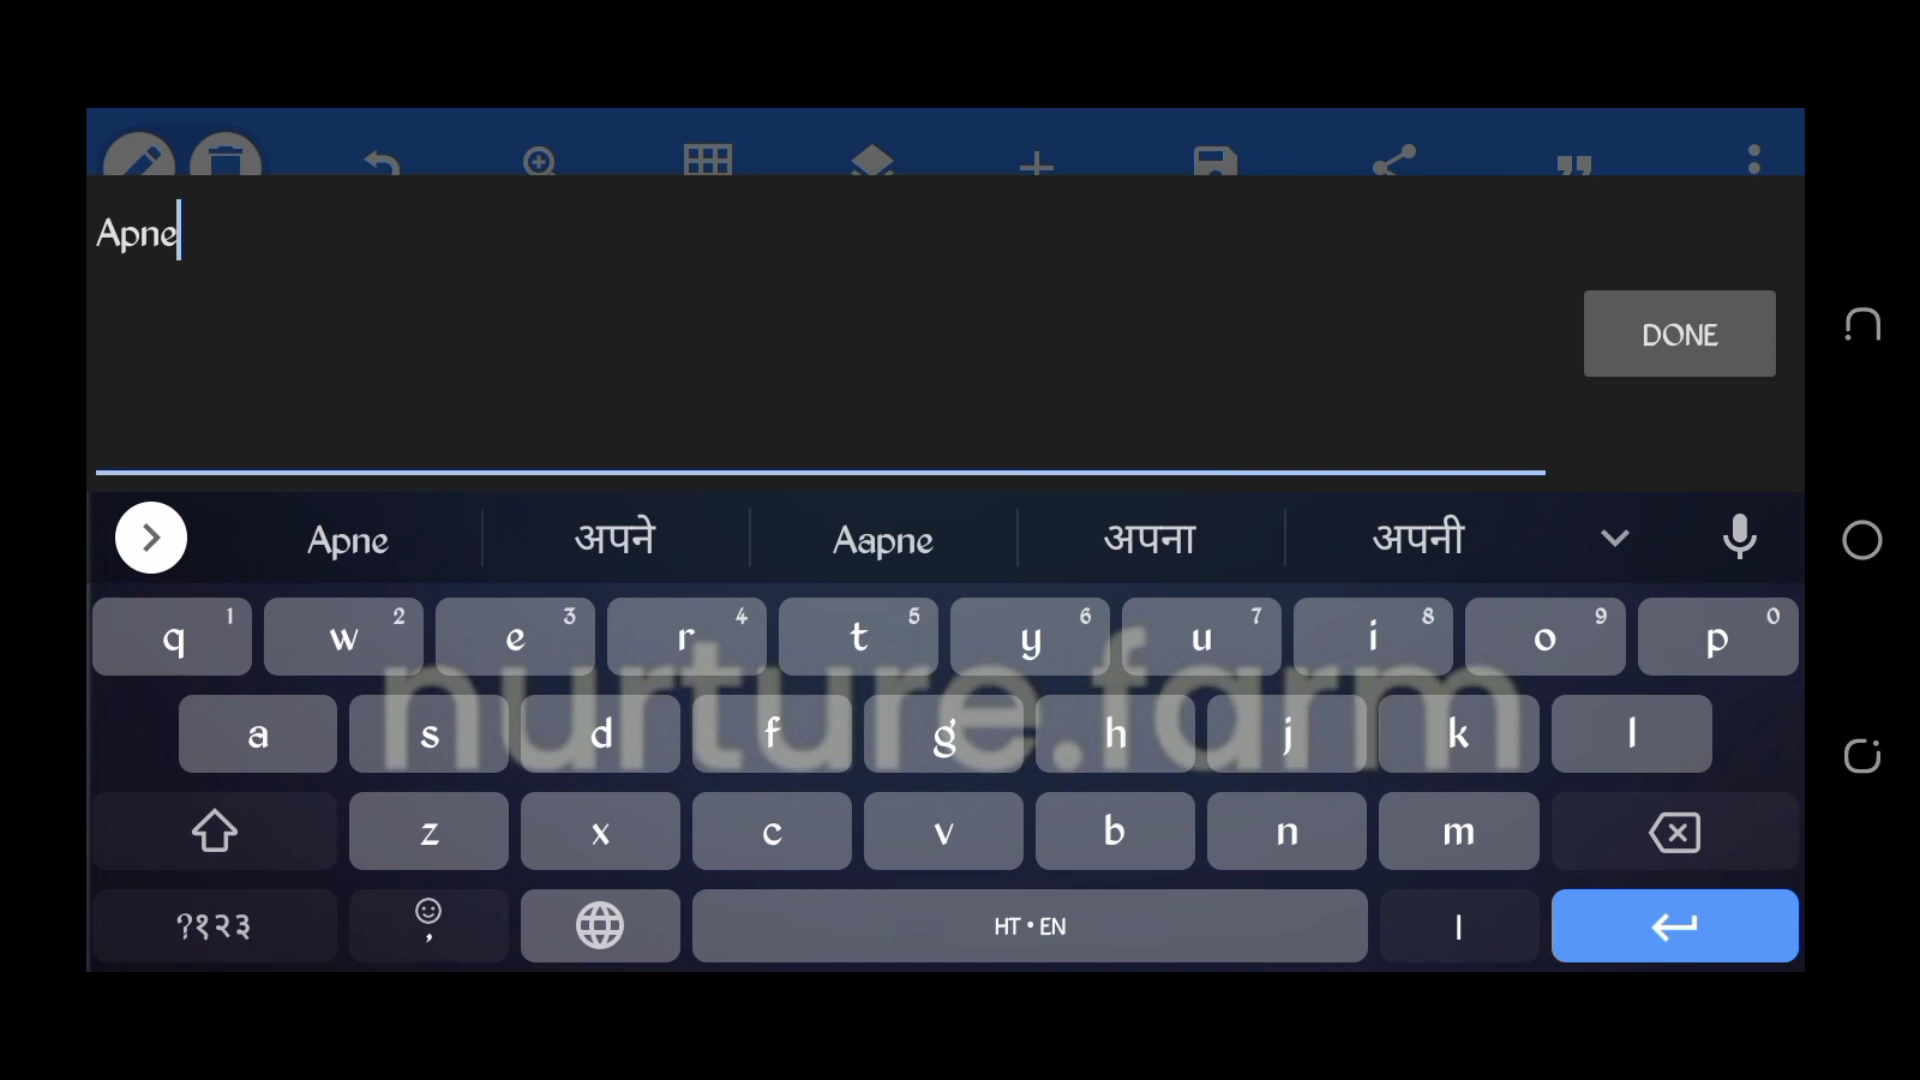 Apne
DONE
Apne अपने Aapne अपना अपनी
q 1 w 2 e 3 r 4 t 5 y 6 u 7 i 8 o 9 p 0
nurture.farm
a s d f g h j k l
z x c v b n m
?१२३ , HT • EN ।